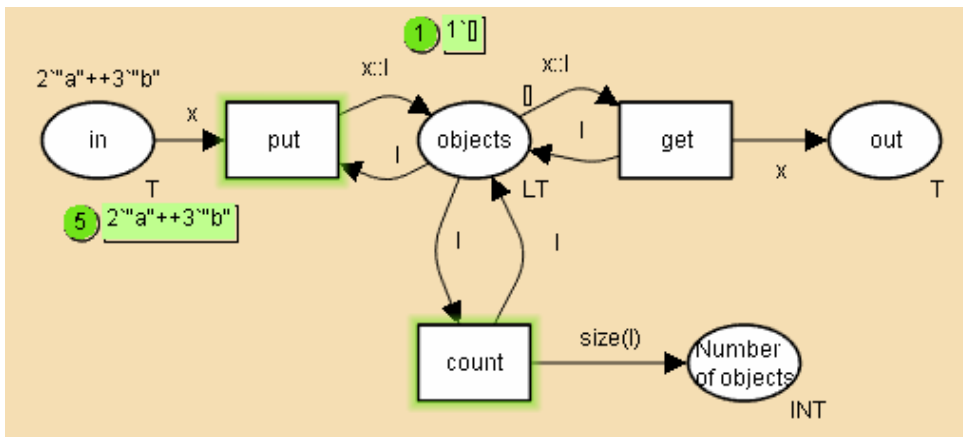 1 1`[]
2`"a"++3`"b"
x::l
[]
x::l
x
in
put
l
objects
l
get
out
T
LT
x
T
5 2`"a"++3`"b"
l
l
count
size(l)
Number
of objects
INT